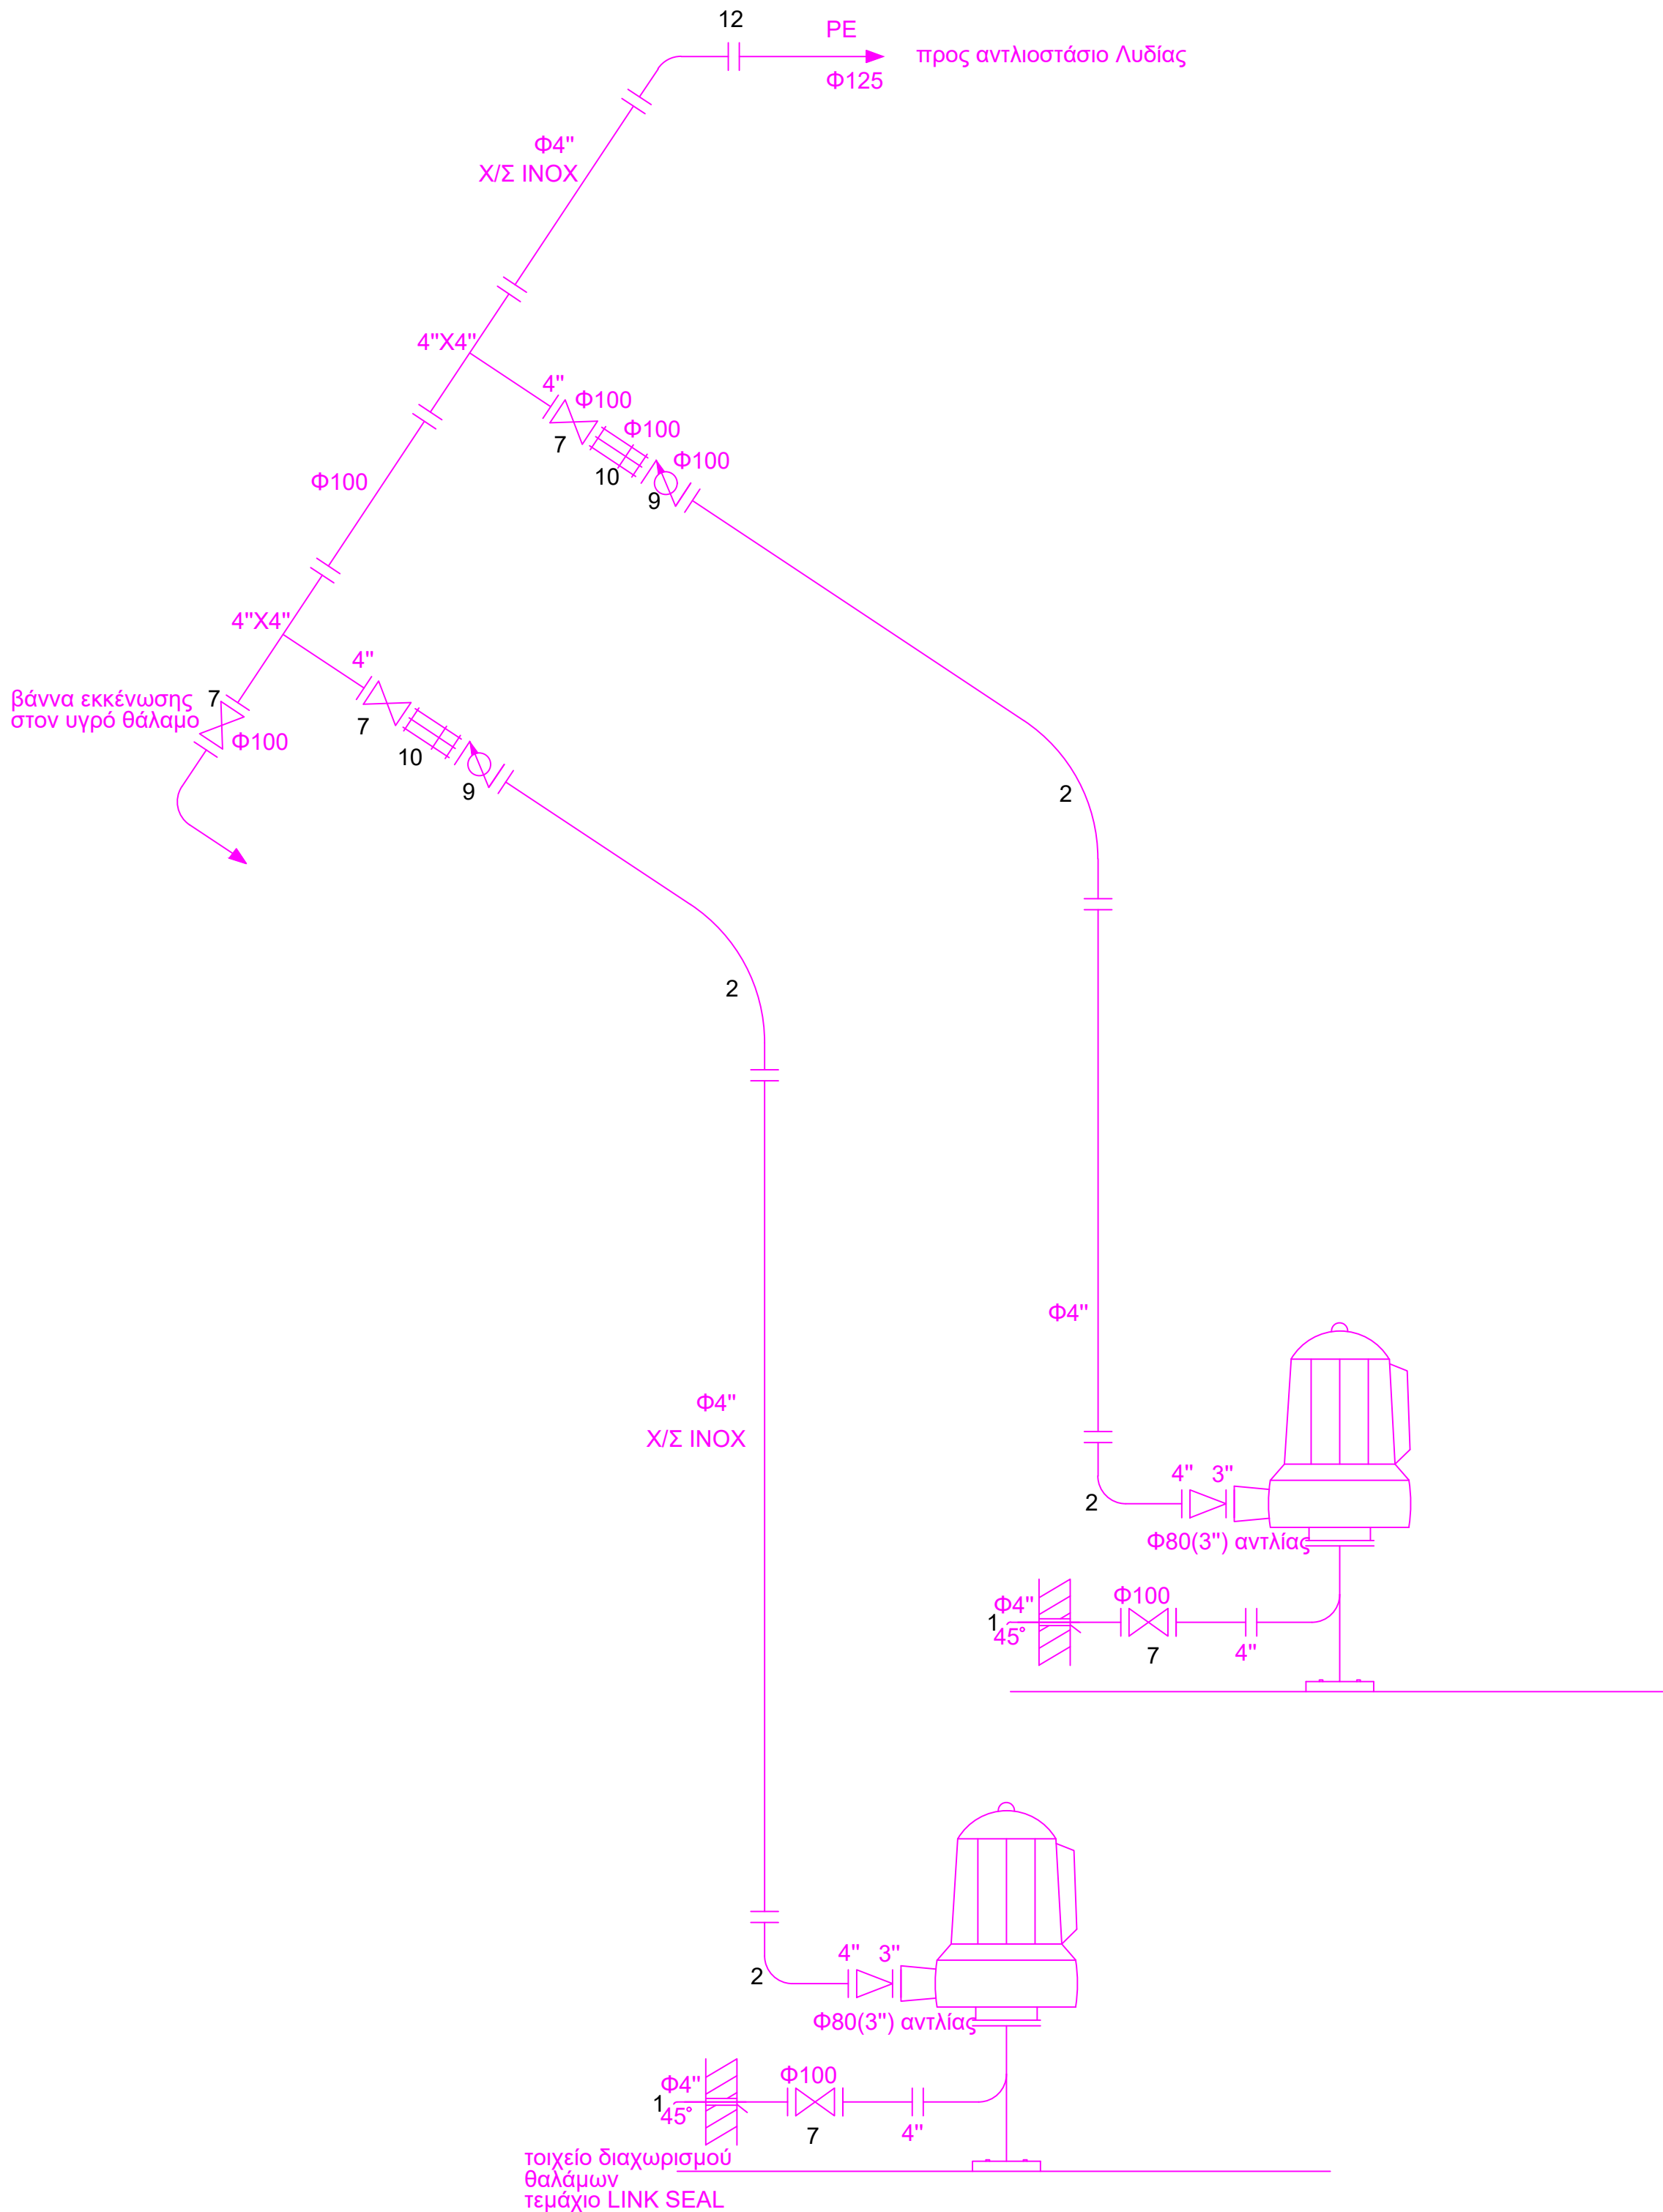 12
PE
προς αντλιοστάσιο Λυδίας
Φ125
Φ4"
Χ/Σ INOX
4"X4"
4"
Φ100
7
Φ100
10
Φ100
9
Φ100
4"X4"
4"
βάννα εκκένωσης
στον υγρό θάλαμο
7
Φ100
7
10
9
2
2
Φ4"
Φ4"
Χ/Σ INOX
4"
3"
2
Φ80(3") αντλίας
Φ100
Φ4"
1
45°
7
4"
4"
3"
2
Φ80(3") αντλίας
Φ100
Φ4"
1
45°
7
4"
τοιχείο διαχωρισμού
θαλάμων
τεμάχιο LINK SEAL